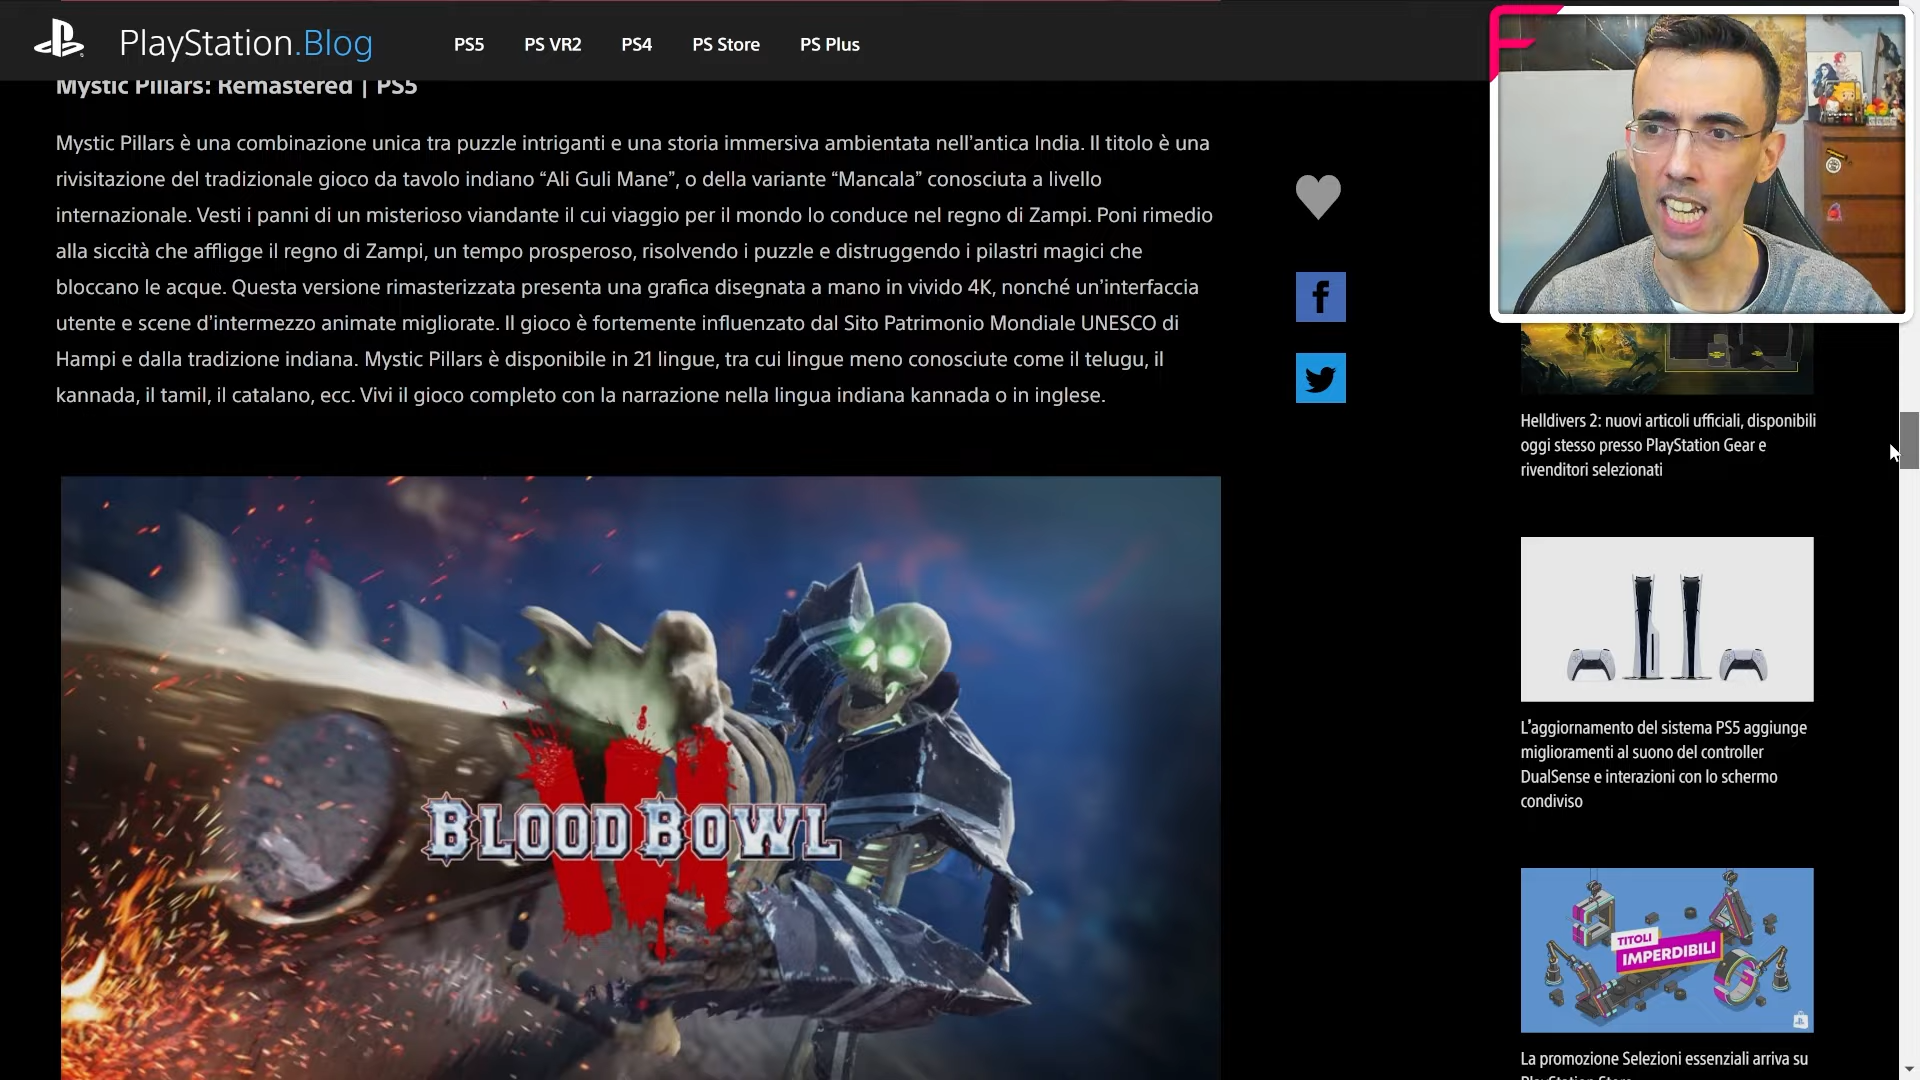 PlayStation.Blog
PS5
PS VR2
PS4
PS Store
PS Plus
Mystic Pillars: Remastered | PS5
Mystic Pillars è una combinazione unica tra puzzle intriganti e una storia immersiva ambientata nell’antica India. Il titolo è una
rivisitazione del tradizionale gioco da tavolo indiano “Ali Guli Mane”, o della variante “Mancala” conosciuta a livello
internazionale. Vesti i panni di un misterioso viandante il cui viaggio per il mondo lo conduce nel regno di Zampi. Poni rimedio
alla siccità che affligge il regno di Zampi, un tempo prosperoso, risolvendo i puzzle e distruggendo i pilastri magici che
bloccano le acque. Questa versione rimasterizzata presenta una grafica disegnata a mano in vivido 4K, nonché un’interfaccia
utente e scene d’intermezzo animate migliorate. Il gioco è fortemente influenzato dal Sito Patrimonio Mondiale UNESCO di
Hampi e dalla tradizione indiana. Mystic Pillars è disponibile in 21 lingue, tra cui lingue meno conosciute come il telugu, il
kannada, il tamil, il catalano, ecc. Vivi il gioco completo con la narrazione nella lingua indiana kannada o in inglese.
BLOOD BOWL
III
Helldivers 2: nuovi articoli ufficiali, disponibili
oggi stesso presso PlayStation Gear e
rivenditori selezionati
L’aggiornamento del sistema PS5 aggiunge
miglioramenti al suono del controller
DualSense e interazioni con lo schermo
condiviso
TITOLI
IMPERDIBILI
La promozione Selezioni essenziali arriva su
PlayStation Store